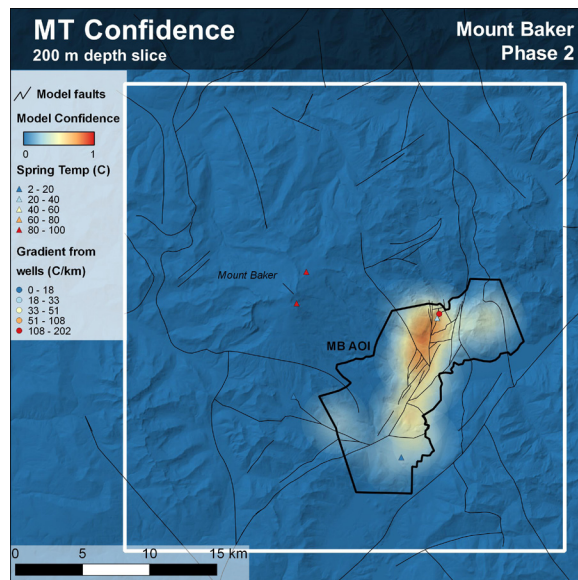 MT Confidence
200 m depth slice
Mount Baker
Phase 2
Model faults
Model Confidence
0 1
Spring Temp (C)
2 - 20
20 - 40
40 - 60
60 - 80
80 - 100
Gradient from
wells (C/km)
0 - 18
18 - 33
33 - 51
51 - 108
108 - 202
Mount Baker
MB AOI
0 5 10 15 km